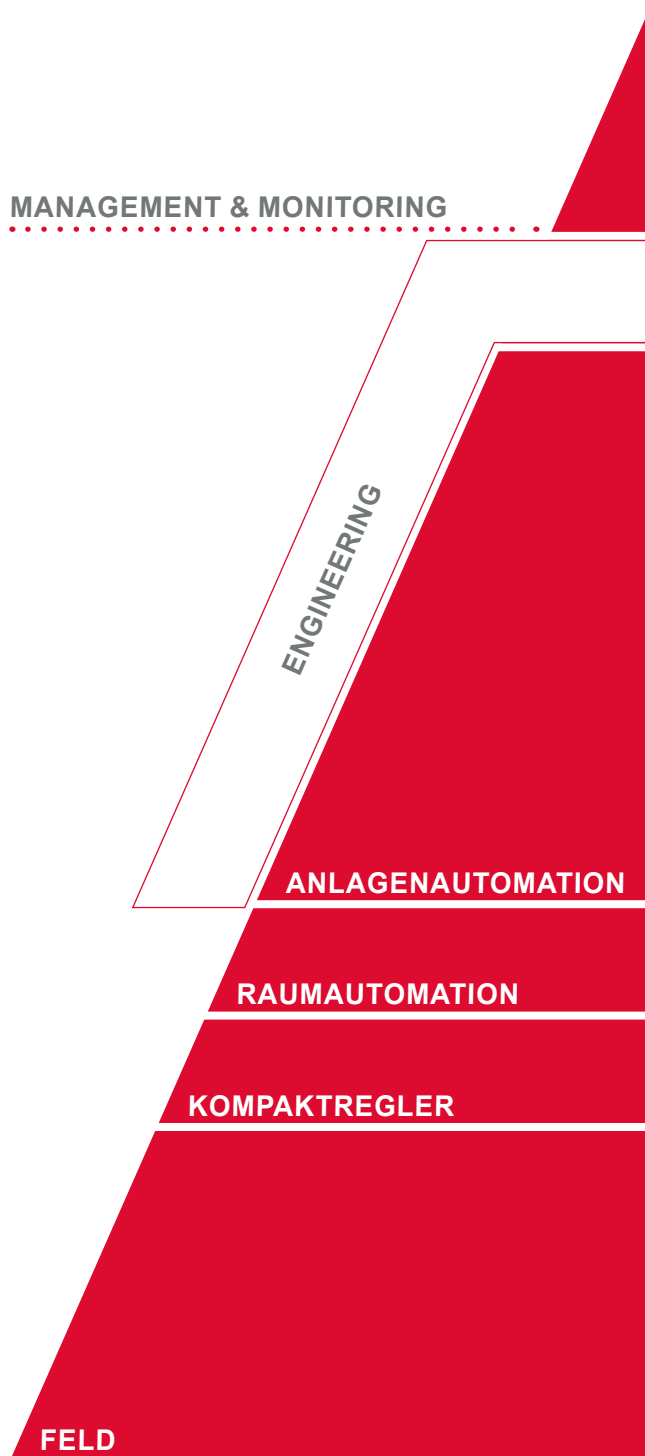 MANAGEMENT & MONITORING
ENGINEERING
ANLAGENAUTOMATION
RAUMAUTOMATION
KOMPAKTREGLER
FELD